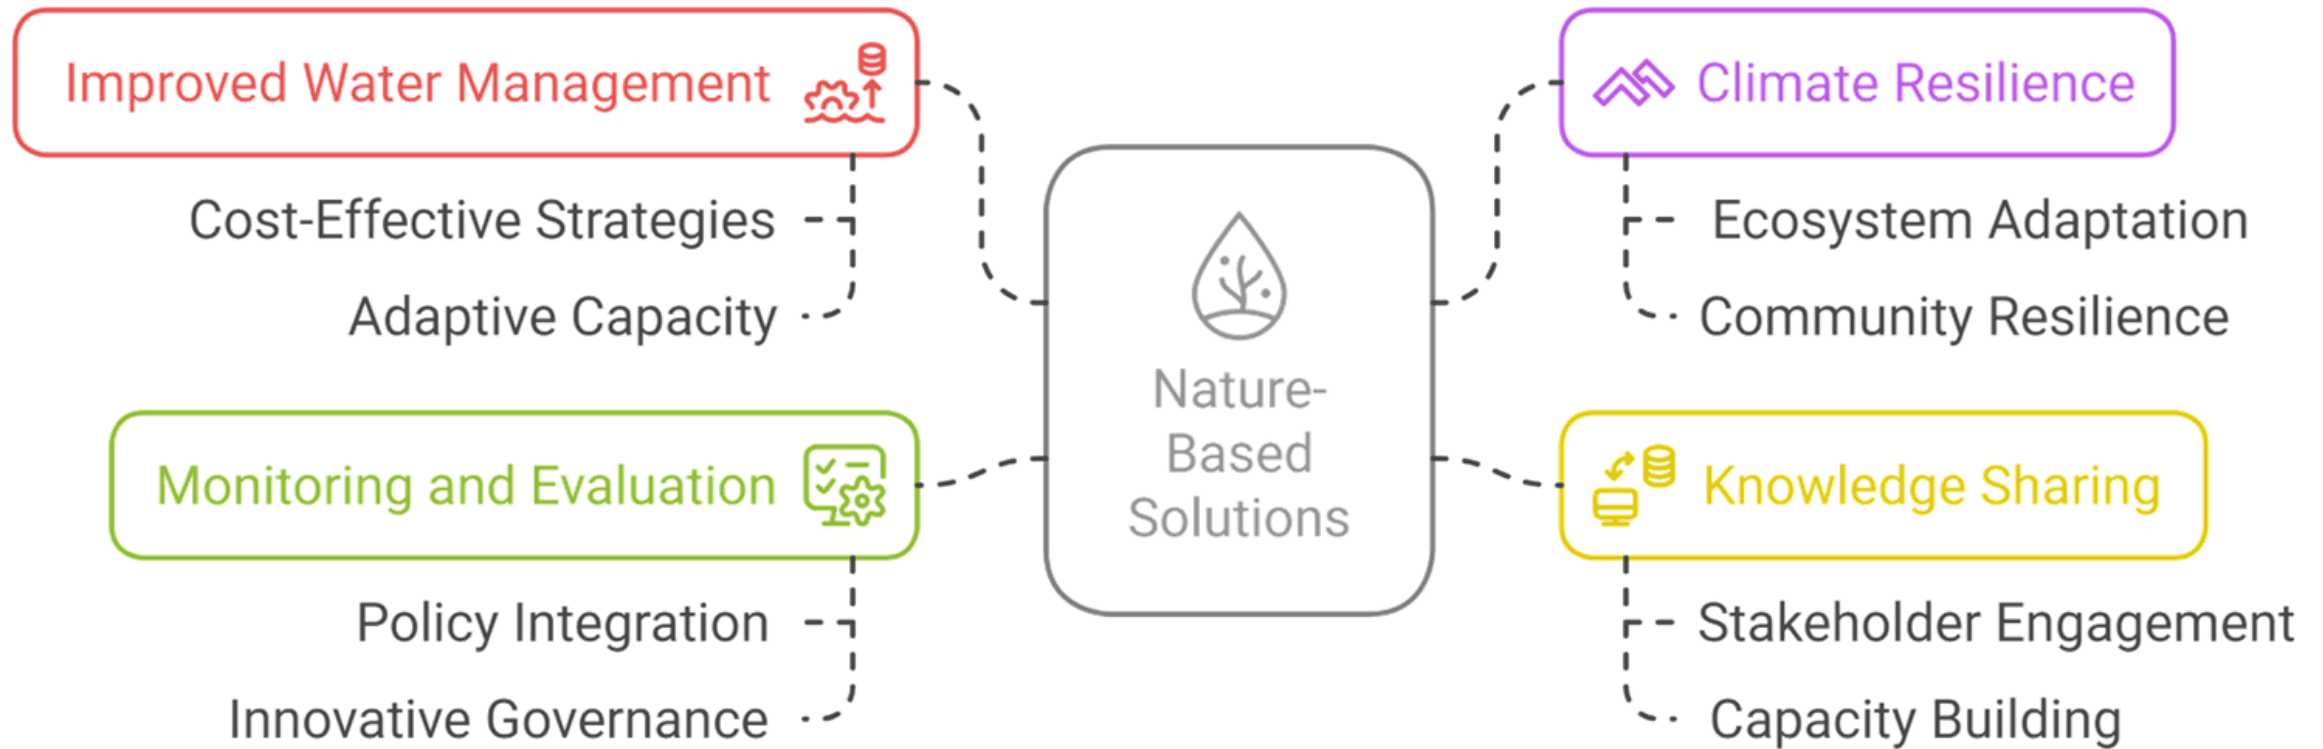 Improved Water Management
Cost-Effective Strategies
Adaptive Capacity
Monitoring and Evaluation
Policy Integration
Innovative Governance
Nature-
Based
Solutions
Climate Resilience
Ecosystem Adaptation
Community Resilience
Knowledge Sharing
Stakeholder Engagement
Capacity Building